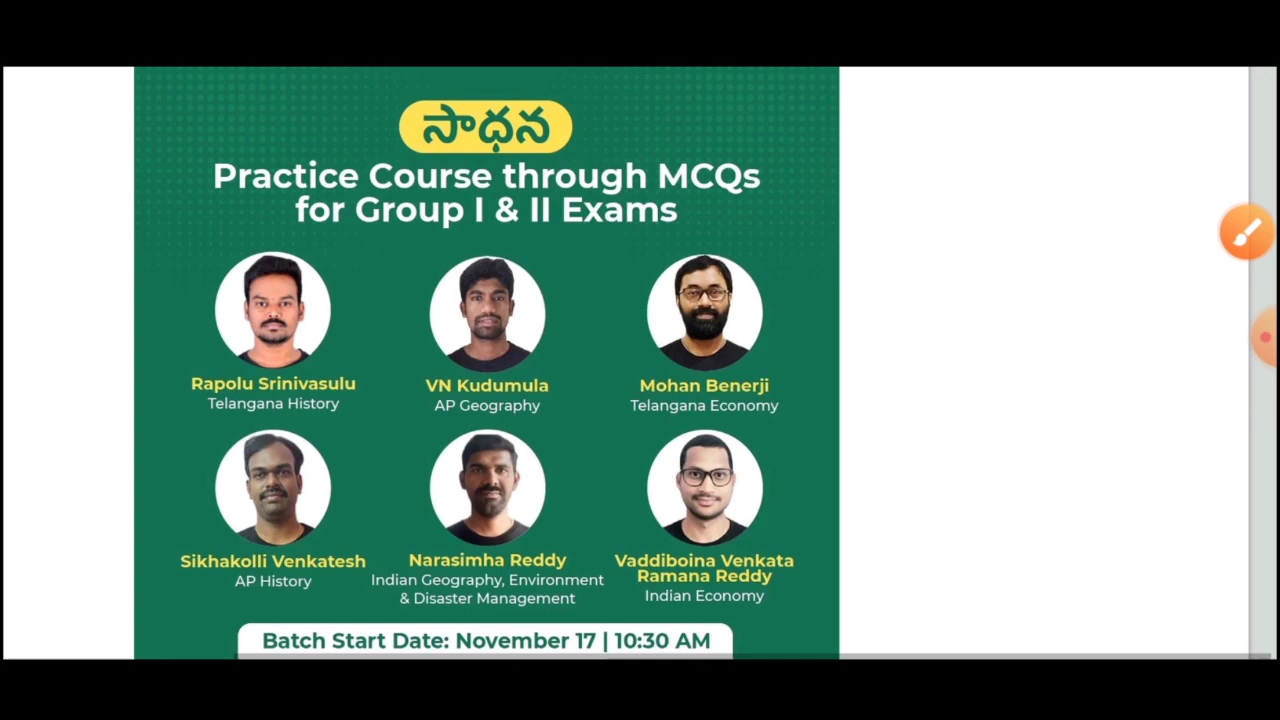 సాధన
Practice Course through MCQs
for Group I & II Exams
Rapolu Srinivasulu
Telangana History
VN Kudumula
AP Geography
Mohan Benerji
Telangana Economy
Sikhakolli Venkatesh
AP History
Narasimha Reddy
Indian Geography, Environment
& Disaster Management
Vaddiboina Venkata
Ramana Reddy
Indian Economy
Batch Start Date: November 17 | 10:30 AM